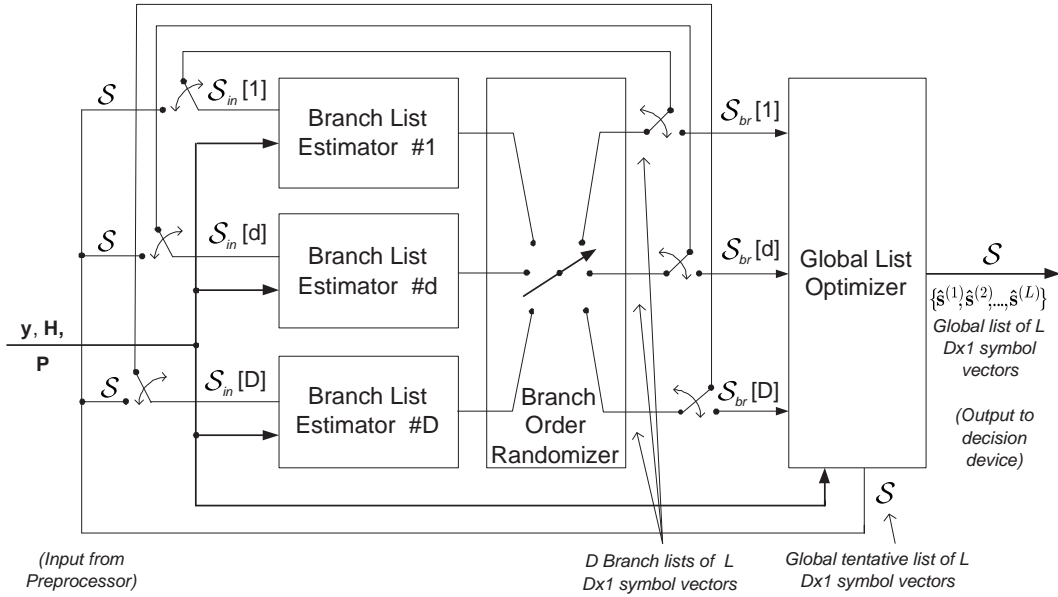 S
S_in [1]
Branch List
Estimator #1
S_br [1]
S
S_in [d]
Branch List
Estimator #d
S_br [d]
Global List
Optimizer
S
{ŝ^(1),ŝ^(2),...,ŝ^(L)}
Global list of L
Dx1 symbol
vectors
(Output to
decision
device)
y, H,
P
S
S_in [D]
Branch List
Estimator #D
Branch
Order
Randomizer
S_br [D]
S
(Input from
Preprocessor)
D Branch lists of L
Dx1 symbol vectors
Global tentative list of L
Dx1 symbol vectors